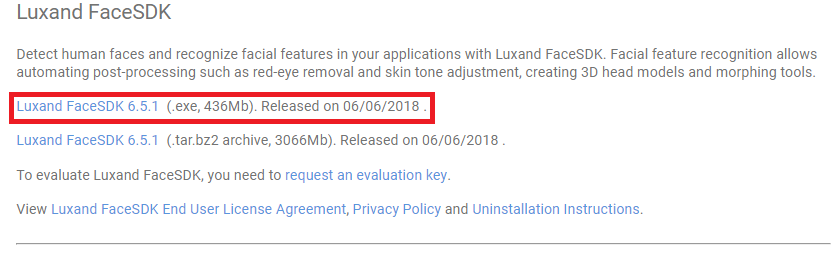 Luxand FaceSDK
Detect human faces and recognize facial features in your applications with Luxand FaceSDK. Facial feature recognition allows
automating post-processing such as red-eye removal and skin tone adjustment, creating 3D head models and morphing tools.
Luxand FaceSDK 6.5.1 (.exe, 436Mb). Released on 06/06/2018 .
Luxand FaceSDK 6.5.1 (.tar.bz2 archive, 3066Mb). Released on 06/06/2018 .
To evaluate Luxand FaceSDK, you need to request an evaluation key.
View Luxand FaceSDK End User License Agreement, Privacy Policy and Uninstallation Instructions.